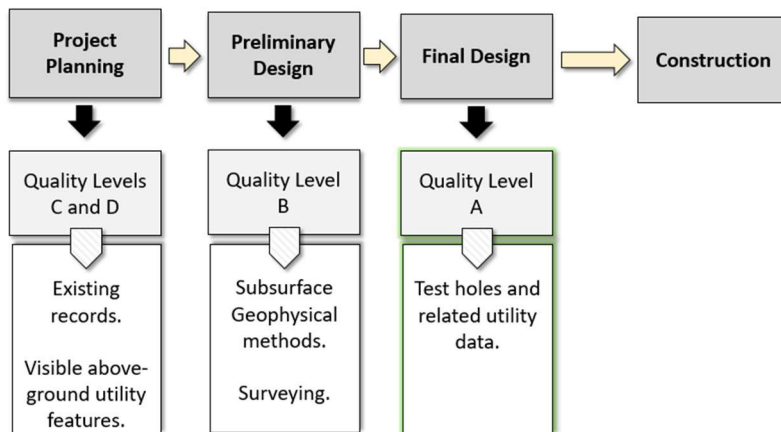 Project
Planning
Preliminary
Design
Final Design
Construction
Quality Levels
C and D
Quality Level
B
Quality Level
A
Existing
records.
Visible above-
ground utility
features.
Subsurface
Geophysical
methods.
Surveying.
Test holes and
related utility
data.